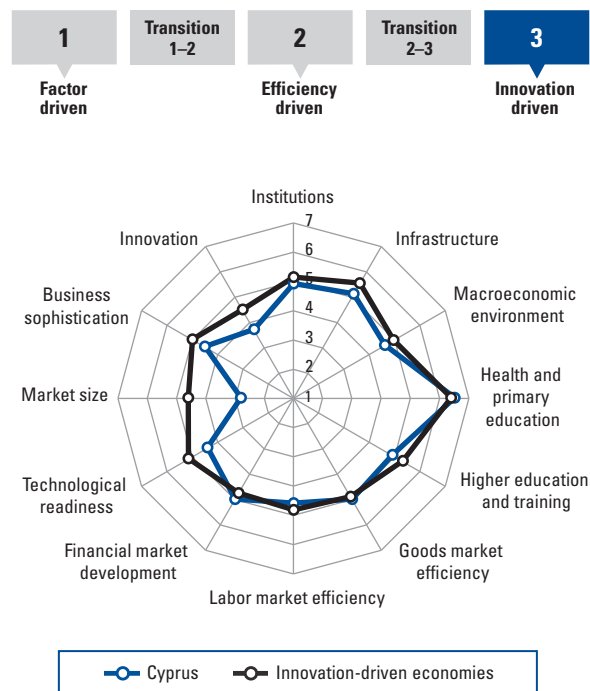 1
Transition
1–2
2
Transition
2–3
3
Factor
driven
Efficiency
driven
Innovation
driven
Institutions
7
Innovation
Infrastructure
6
5
Business
sophistication
Macroeconomic
environment
4
3
2
Market size
1
Health and
primary
education
Technological
readiness
Higher education
and training
Financial market
development
Goods market
efficiency
Labor market efficiency
Cyprus
Innovation-driven economies